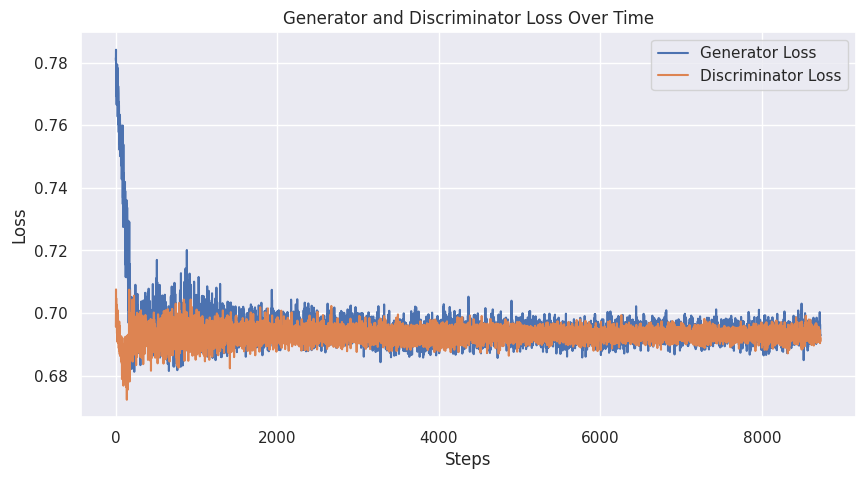 Generator and Discriminator Loss Over Time
Generator Loss
Discriminator Loss
0.78
0.76
0.74
0.72
0.70
0.68
Loss
0
2000
4000
6000
8000
Steps